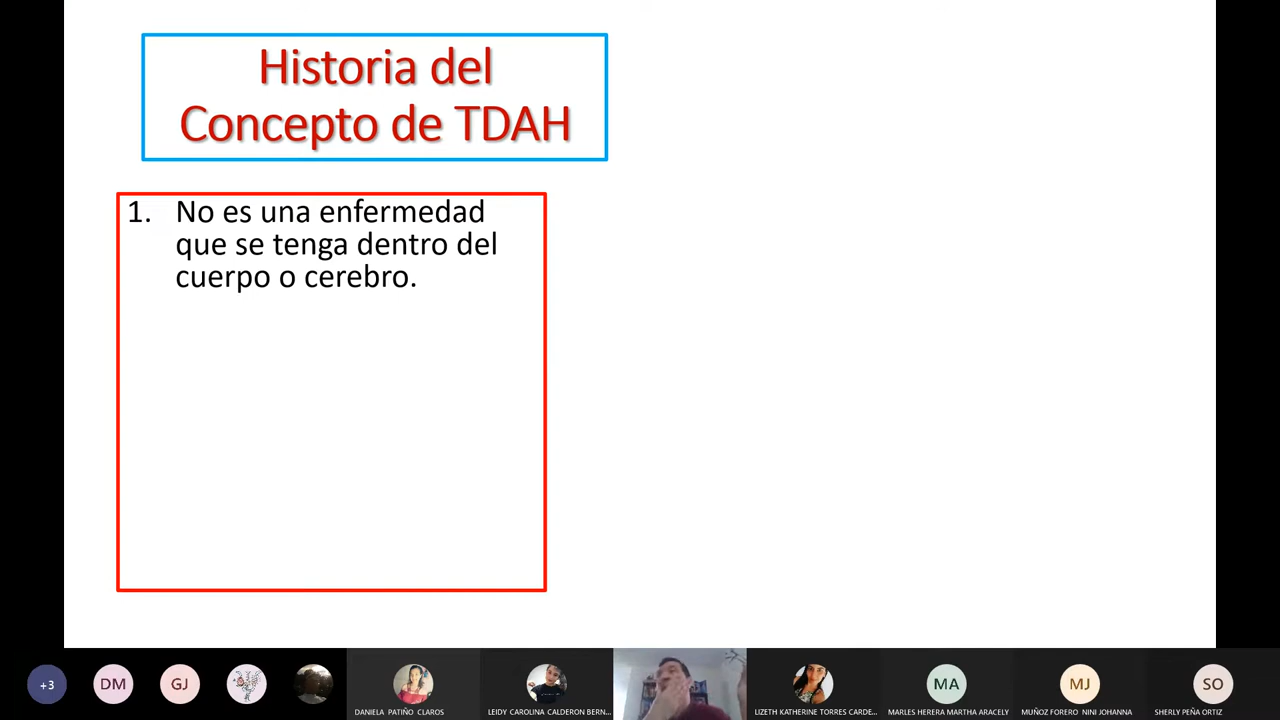 Historia del
Concepto de TDAH
1. No es una enfermedad
que se tenga dentro del
cuerpo o cerebro.
+3
DM
GJ
DANIELA PATIÑO CLAROS
LEIDY CAROLINA CALDERON BERN...
LIZETH KATHERINE TORRES CARDE...
MA
MARLES HERERA MARTHA ARACELY
MJ
MUÑOZ FORERO NINI JOHANNA
SO
SHERLY PEÑA ORTIZ